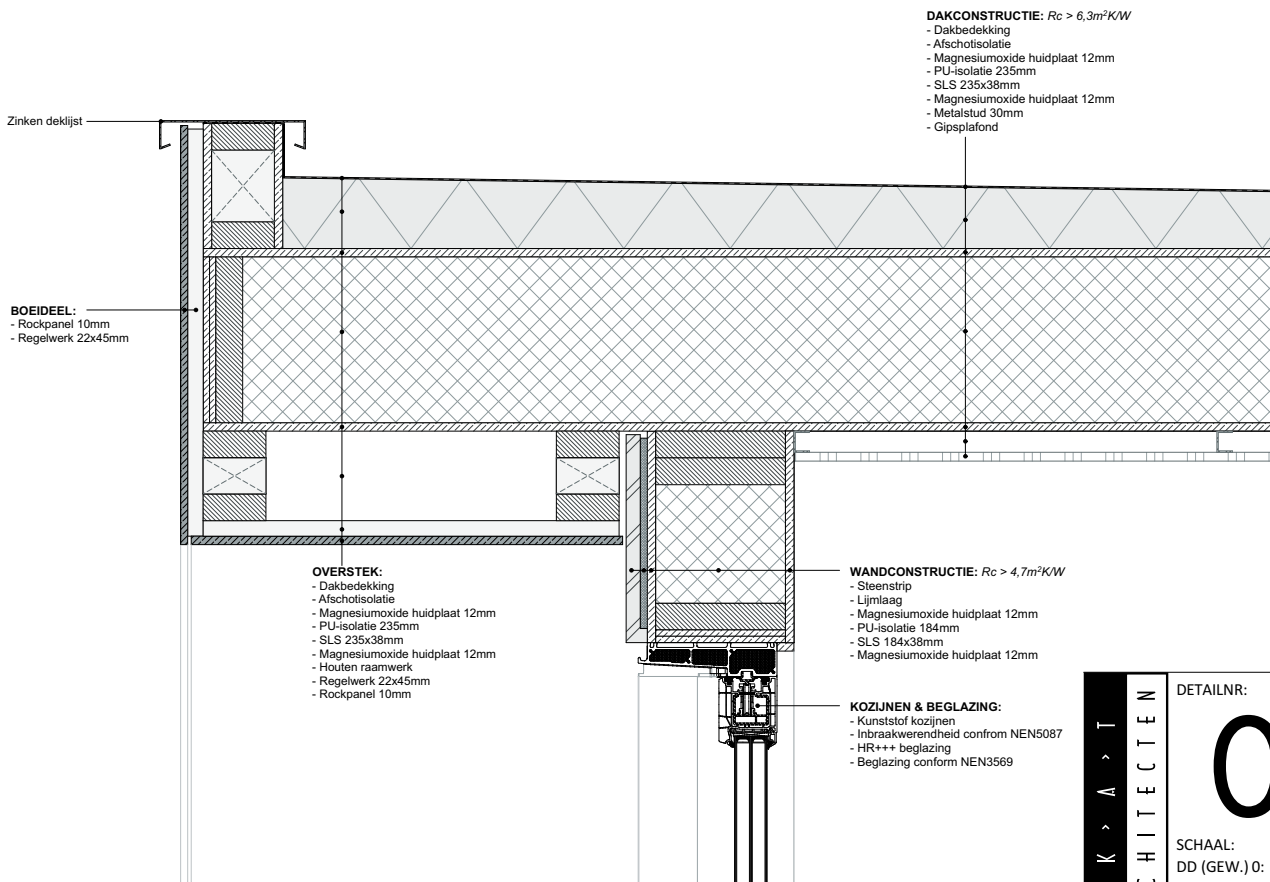 DAKCONSTRUCTIE: Rc > 6,3m²K/W
- Dakbedekking
- Afschotisolatie
- Magnesiumoxide huidplaat 12mm
- PU-isolatie 235mm
- SLS 235x38mm
- Magnesiumoxide huidplaat 12mm
- Metalstud 30mm
- Gipsplafond
Zinken deklijst
BOEIDEEL:
- Rockpanel 10mm
- Regelwerk 22x45mm
OVERSTEK:
- Dakbedekking
- Afschotisolatie
- Magnesiumoxide huidplaat 12mm
- PU-isolatie 235mm
- SLS 235x38mm
- Magnesiumoxide huidplaat 12mm
- Houten raamwerk
- Regelwerk 22x45mm
- Rockpanel 10mm
WANDCONSTRUCTIE: Rc > 4,7m²K/W
- Steenstrip
- Lijmlaag
- Magnesiumoxide huidplaat 12mm
- PU-isolatie 184mm
- SLS 184x38mm
- Magnesiumoxide huidplaat 12mm
KOZIJNEN & BEGLAZING:
- Kunststof kozijnen
- Inbraakwerendheid confrom NEN5087
- HR+++ beglazing
- Beglazing conform NEN3569
K > A > T
CHITECTEN
DETAILNR:
0
SCHAAL:
DD (GEW.) 0: